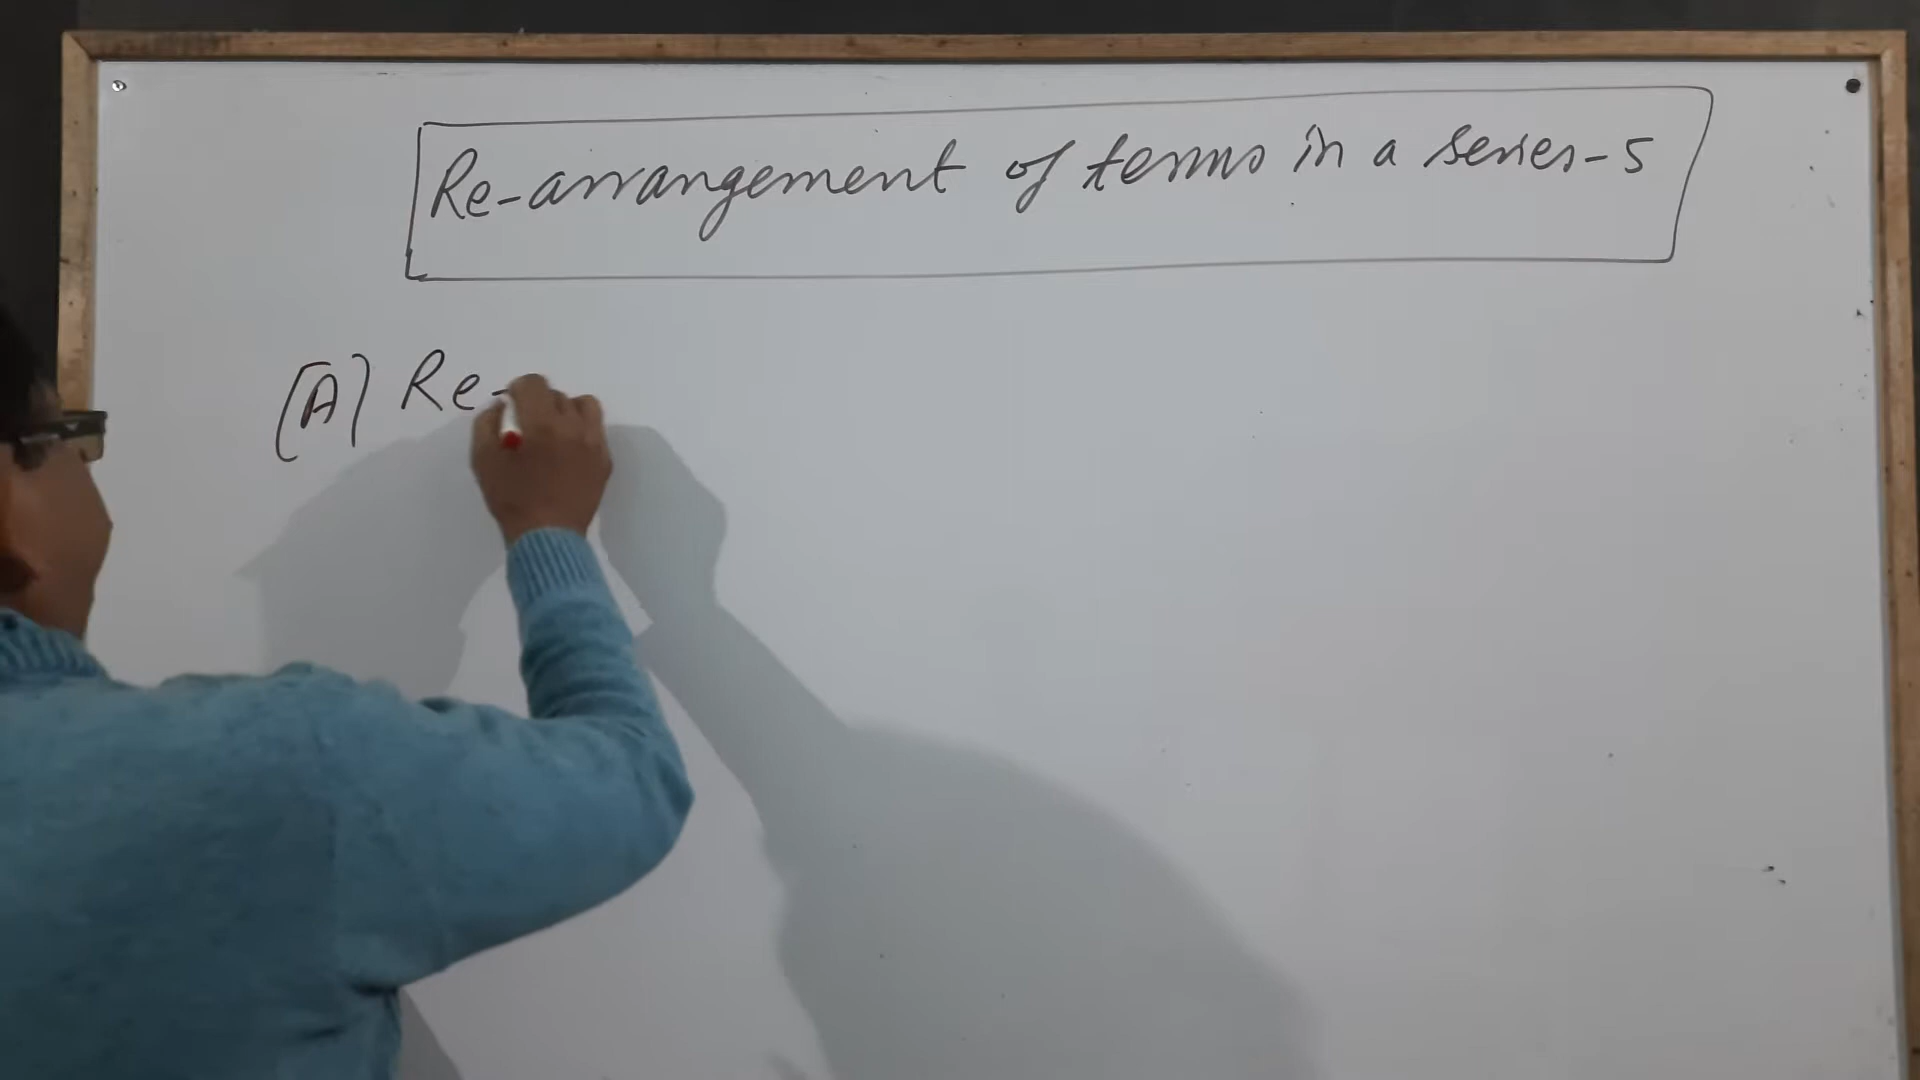 Re-arrangement of terms in a series-5
(A) Re-